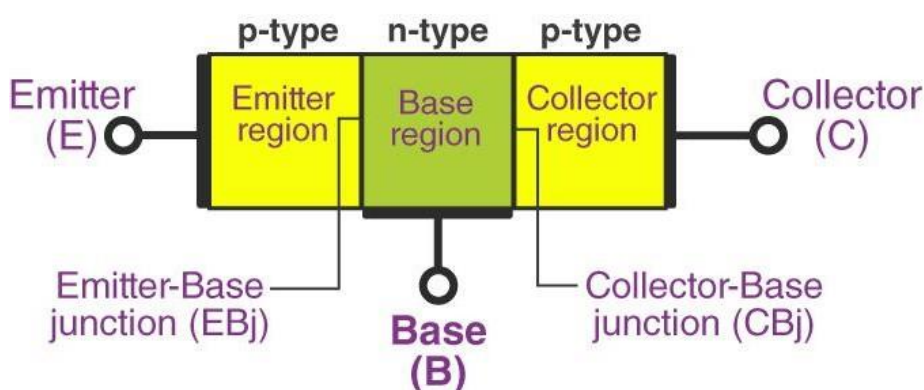 p-type n-type p-type
Emitter
(E)
Emitter
region
Base
region
Collector
region
Collector
(C)
Emitter-Base
junction (EBj)
Base
(B)
Collector-Base
junction (CBj)